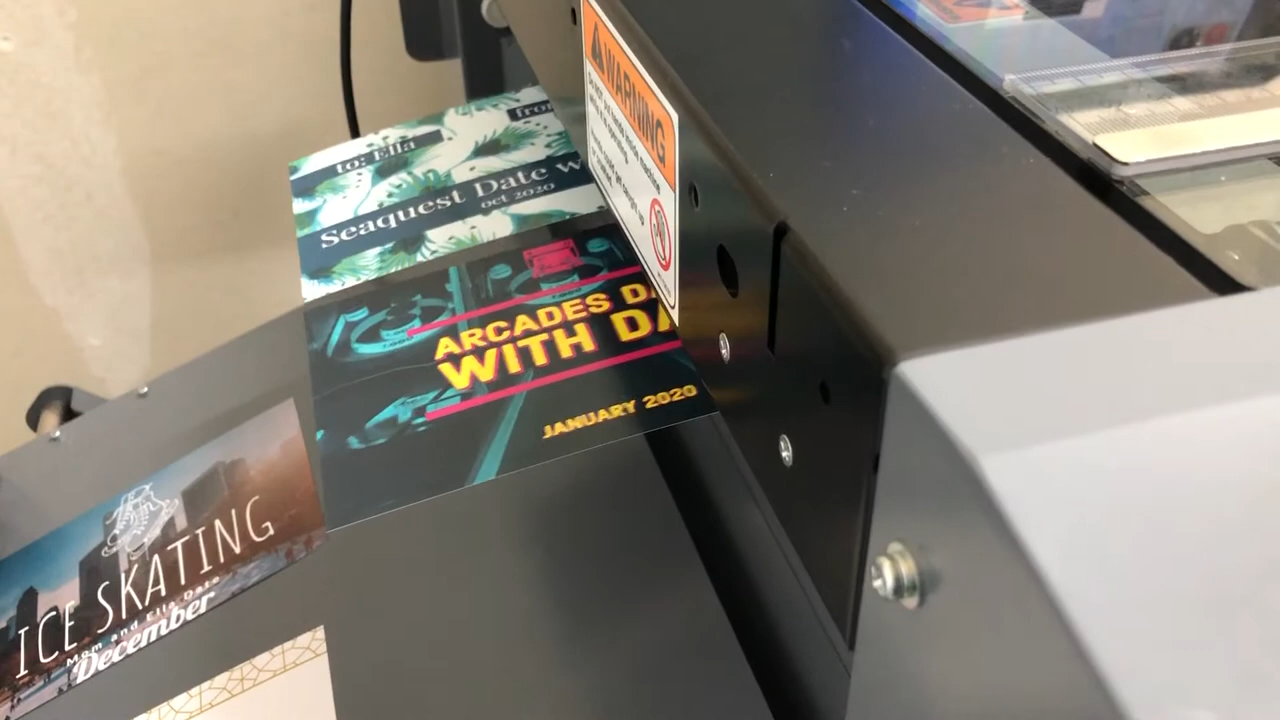 WARNING
to: Ella
from
Seaquest Date w
oct 2020
ARCADES DA
WITH DA
JANUARY 2020
ICE SKATING
Mom and Ella Date
December